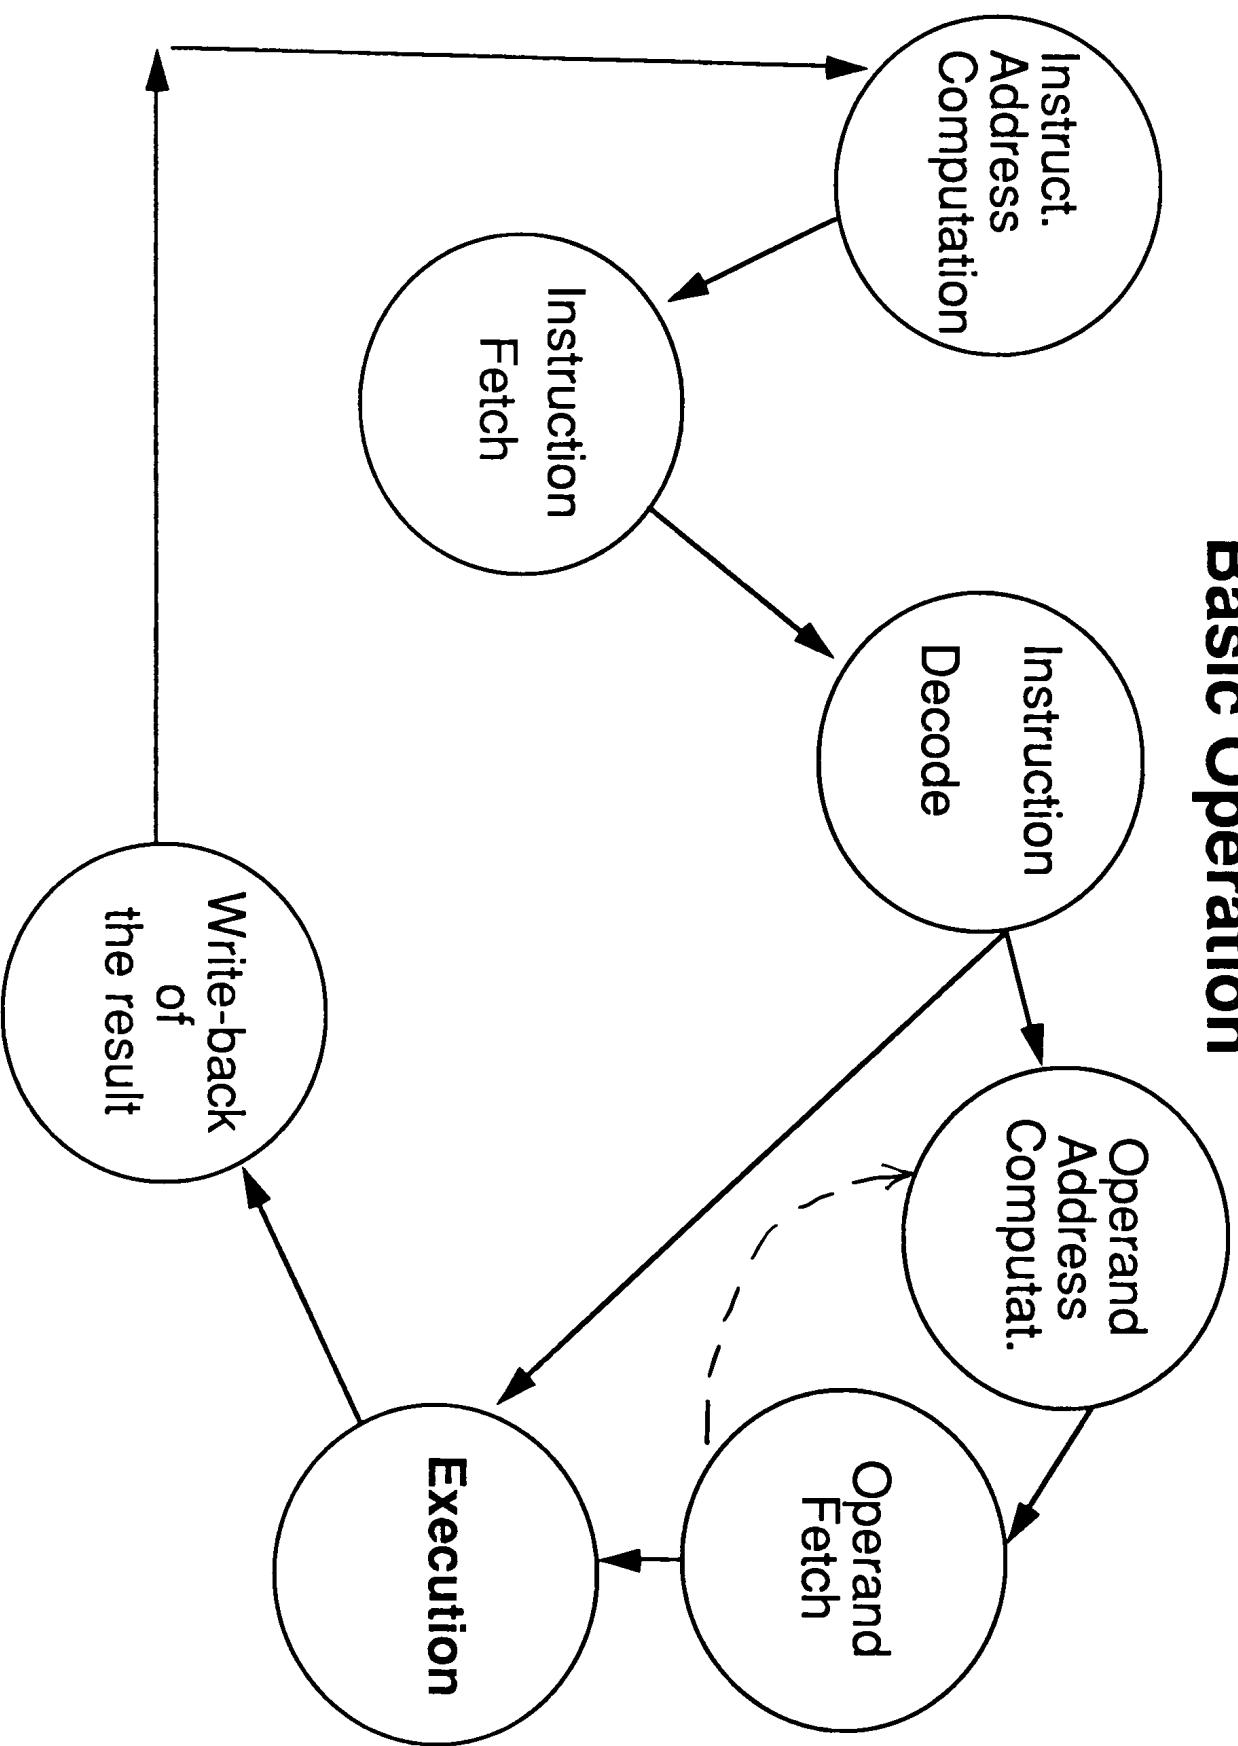 Basic Operation
Instruct.
Address
Computation
Instruction
Fetch
Instruction
Decode
Operand
Address
Computat.
Operand
Fetch
Execution
Write-back
of
the result